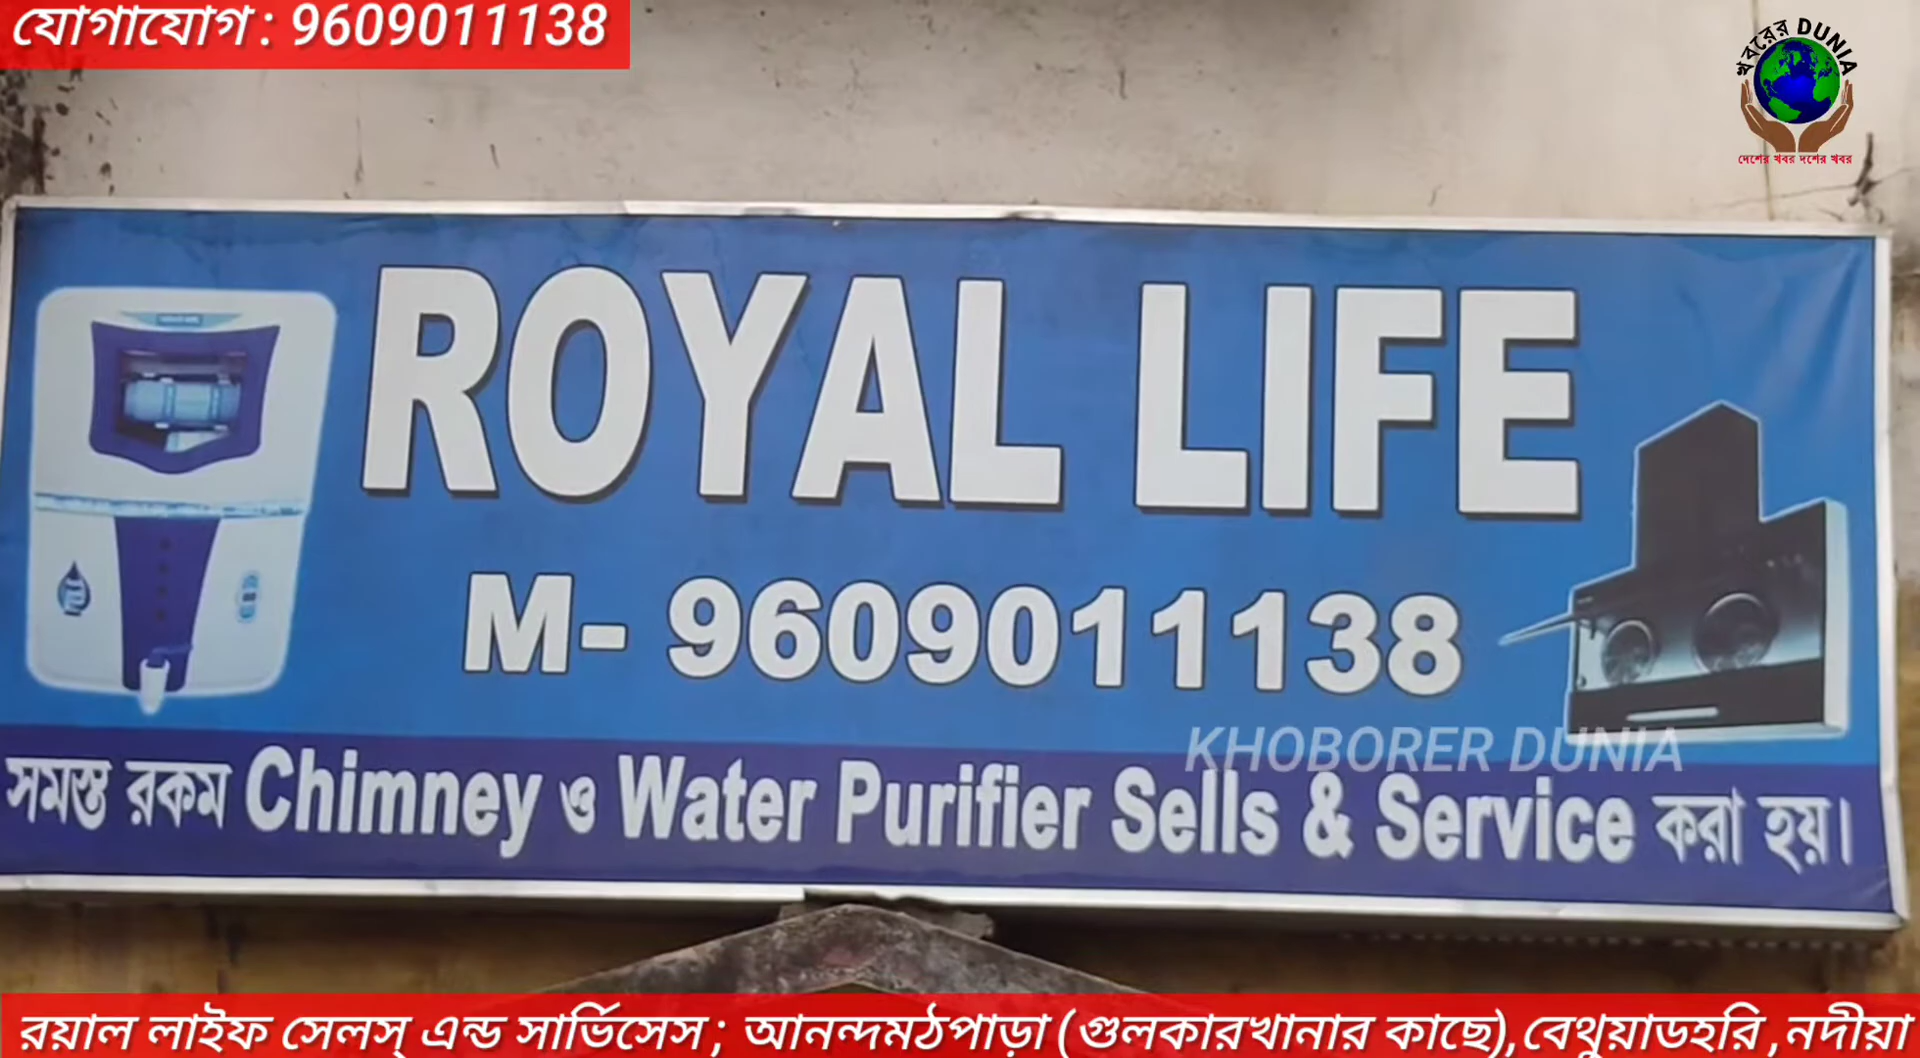 যোগাযোগ : 9609011138
খবরের DUNIA
দেশের খবর দশের খবর
ROYAL LIFE
M- 9609011138
KHOBORER DUNIA
সমস্ত রকম Chimney ও Water Purifier Sells & Service করা হয়।
রয়াল লাইফ সেলস্ এন্ড সার্ভিসেস ; আনন্দমঠপাড়া (গুলকারখানার কাছে),বেথুয়াডহরি ,নদীয়া